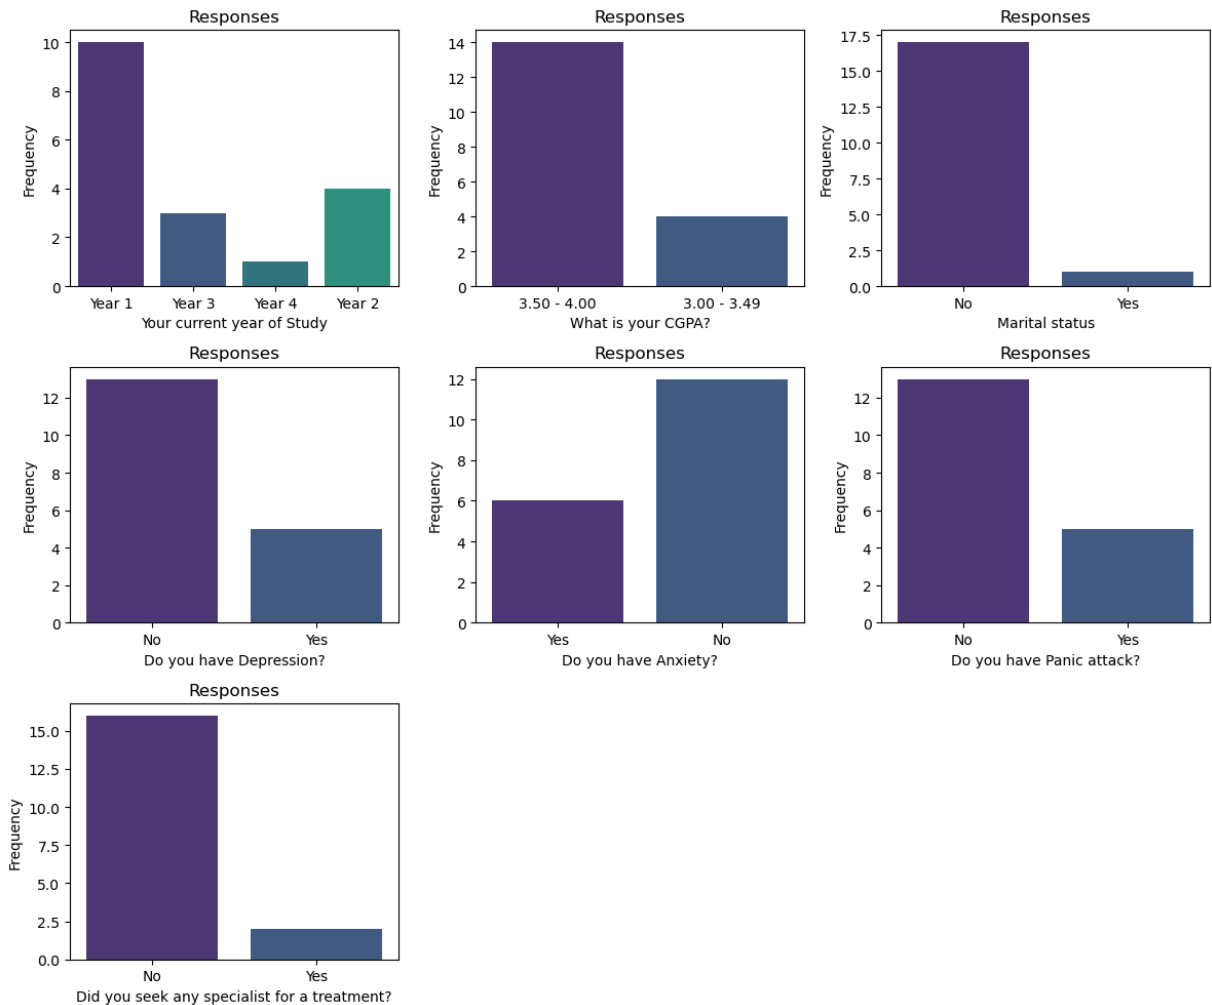 Responses
Frequency
10
8
6
4
2
0
Year 1 Year 3 Year 4 Year 2
Your current year of Study
Responses
Frequency
14
12
10
8
6
4
2
0
3.50 - 4.00 3.00 - 3.49
What is your CGPA?
Responses
Frequency
17.5
15.0
12.5
10.0
7.5
5.0
2.5
0.0
No Yes
Marital status
Responses
Frequency
12
10
8
6
4
2
0
No Yes
Do you have Depression?
Responses
Frequency
12
10
8
6
4
2
0
Yes No
Do you have Anxiety?
Responses
Frequency
12
10
8
6
4
2
0
No Yes
Do you have Panic attack?
Responses
Frequency
15.0
12.5
10.0
7.5
5.0
2.5
0.0
No Yes
Did you seek any specialist for a treatment?